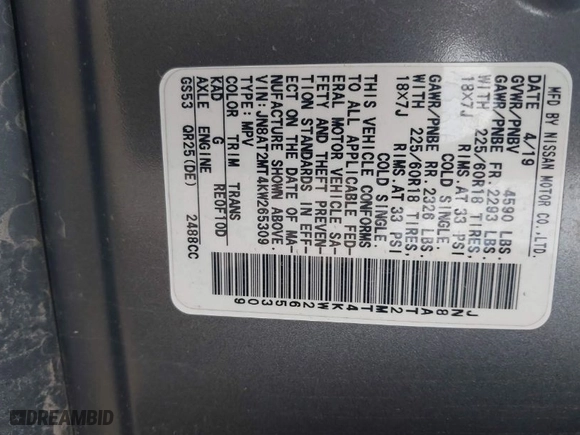 MFD BY NISSAN MOTOR CO.,LTD.
DATE 4/19
GVWR/PNBV 4590 LBS.
GAWR/PNBE FR.2293 LBS.
WITH 225/60R18 TIRES,
18X7J RIMS.AT 33 PSI
COLD SINGLE
GAWR/PNBE RR.2326 LBS.
WITH 225/60R18 TIRES,
18X7J RIMS.AT 33 PSI
COLD SINGLE
THIS VEHICLE CONFORMS
TO ALL APPLICABLE FED-
ERAL MOTOR VEHICLE SA-
FETY AND THEFT PREVEN-
TION STANDARDS IN EFF-
ECT ON THE DATE OF MA-
NUFACTURE SHOWN ABOVE.
VIN:JN8AT2MT4KW265309
TYPE:MPV
COLOR TRIM TRANS
KAD G RE0F10D
AXLE ENGINE
GS53 QR25(DE) 2488CC
JN8AT2MT4KW265309
DREAMBID